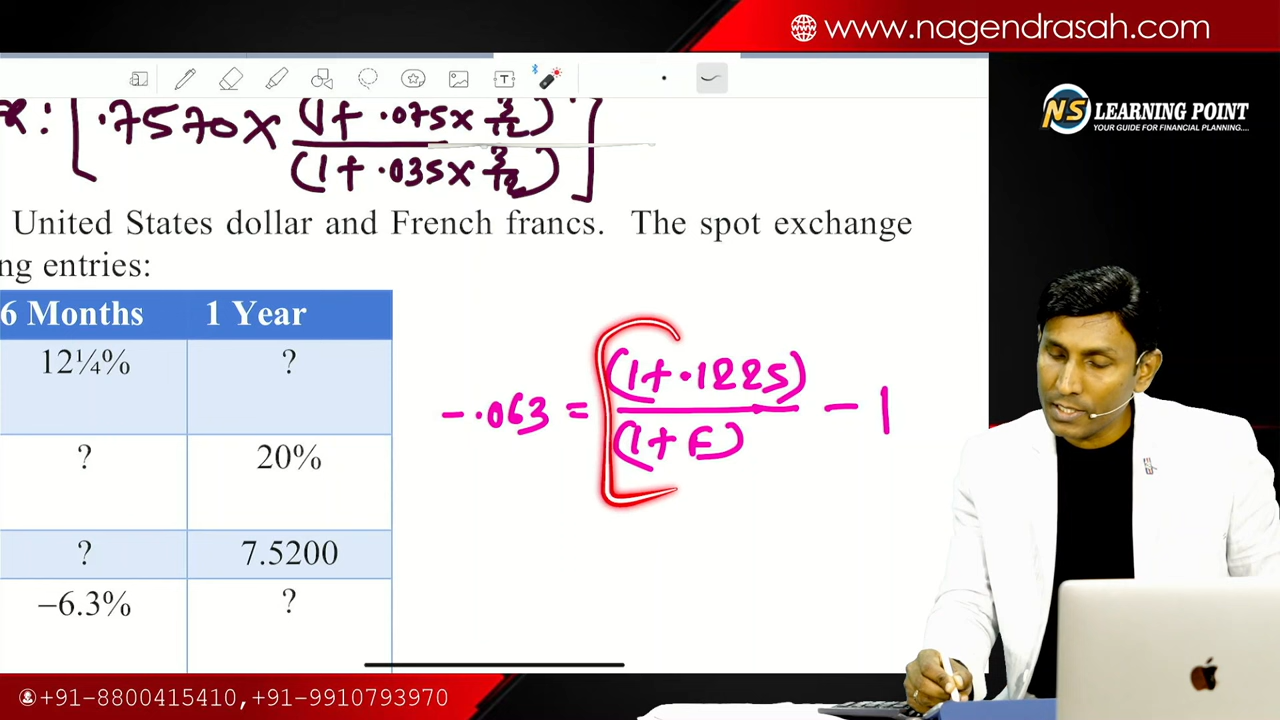 www.nagendrasah.com
NS LEARNING POINT
YOUR GUIDE FOR FINANCIAL PLANNING....
: [ .7570 x (1 + .075 x 3/12) / (1 + .035 x 3/12) ]
United States dollar and French francs. The spot exchange
ng entries:
6 Months 1 Year
12¼% ?
? 20%
? 7.5200
–6.3% ?
- .063 = [ (1 + .1225) / (1 + F) - 1
+91-8800415410,+91-9910793970